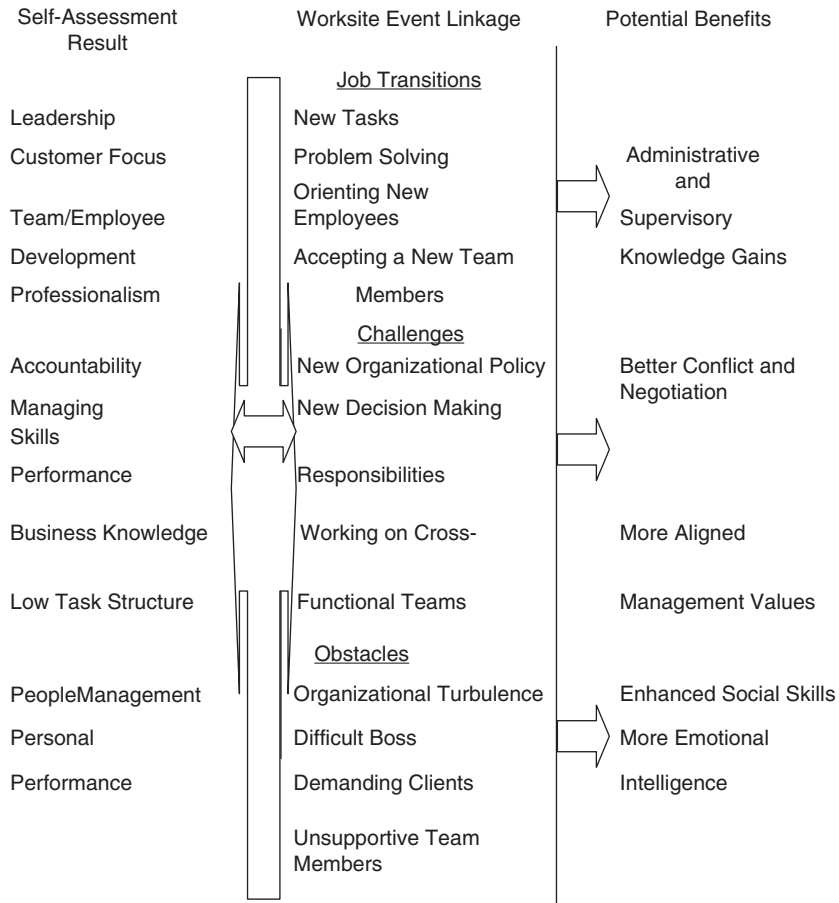 Self-Assessment
Result
Worksite Event Linkage
Potential Benefits
Job Transitions
Leadership
New Tasks
Customer Focus
Problem Solving
Administrative
and
Orienting New
Team/Employee
Employees
Supervisory
Development
Accepting a New Team
Knowledge Gains
Professionalism
Members
Challenges
Accountability
New Organizational Policy
Better Conflict and
Negotiation
Managing
Skills
New Decision Making
Performance
Responsibilities
Business Knowledge
Working on Cross-
More Aligned
Low Task Structure
Functional Teams
Management Values
Obstacles
PeopleManagement
Organizational Turbulence
Enhanced Social Skills
Personal
Difficult Boss
More Emotional
Performance
Demanding Clients
Intelligence
Unsupportive Team
Members